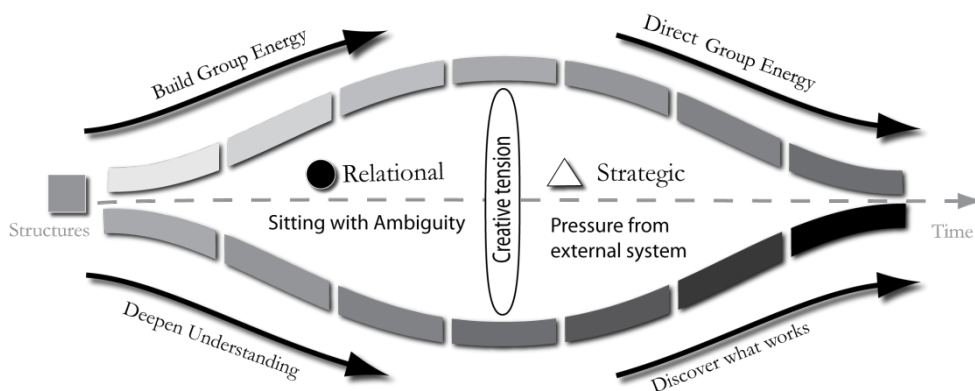 Build Group Energy
Direct Group Energy
Relational
Strategic
Structures
Sitting with Ambiguity
Creative tension
Pressure from
external system
Time
Deepen Understanding
Discover what works